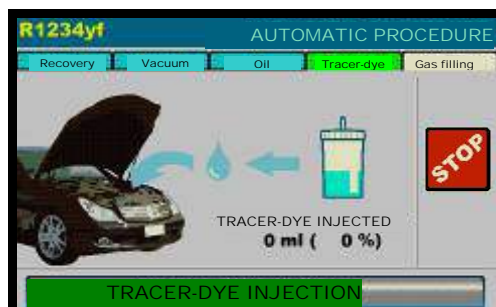 R1234yf
AUTOMATIC PROCEDURE
Recovery Vacuum Oil Tracer-dye Gas filling
STOP
TRACER-DYE INJECTED
0 ml ( 0 %)
TRACER-DYE INJECTION